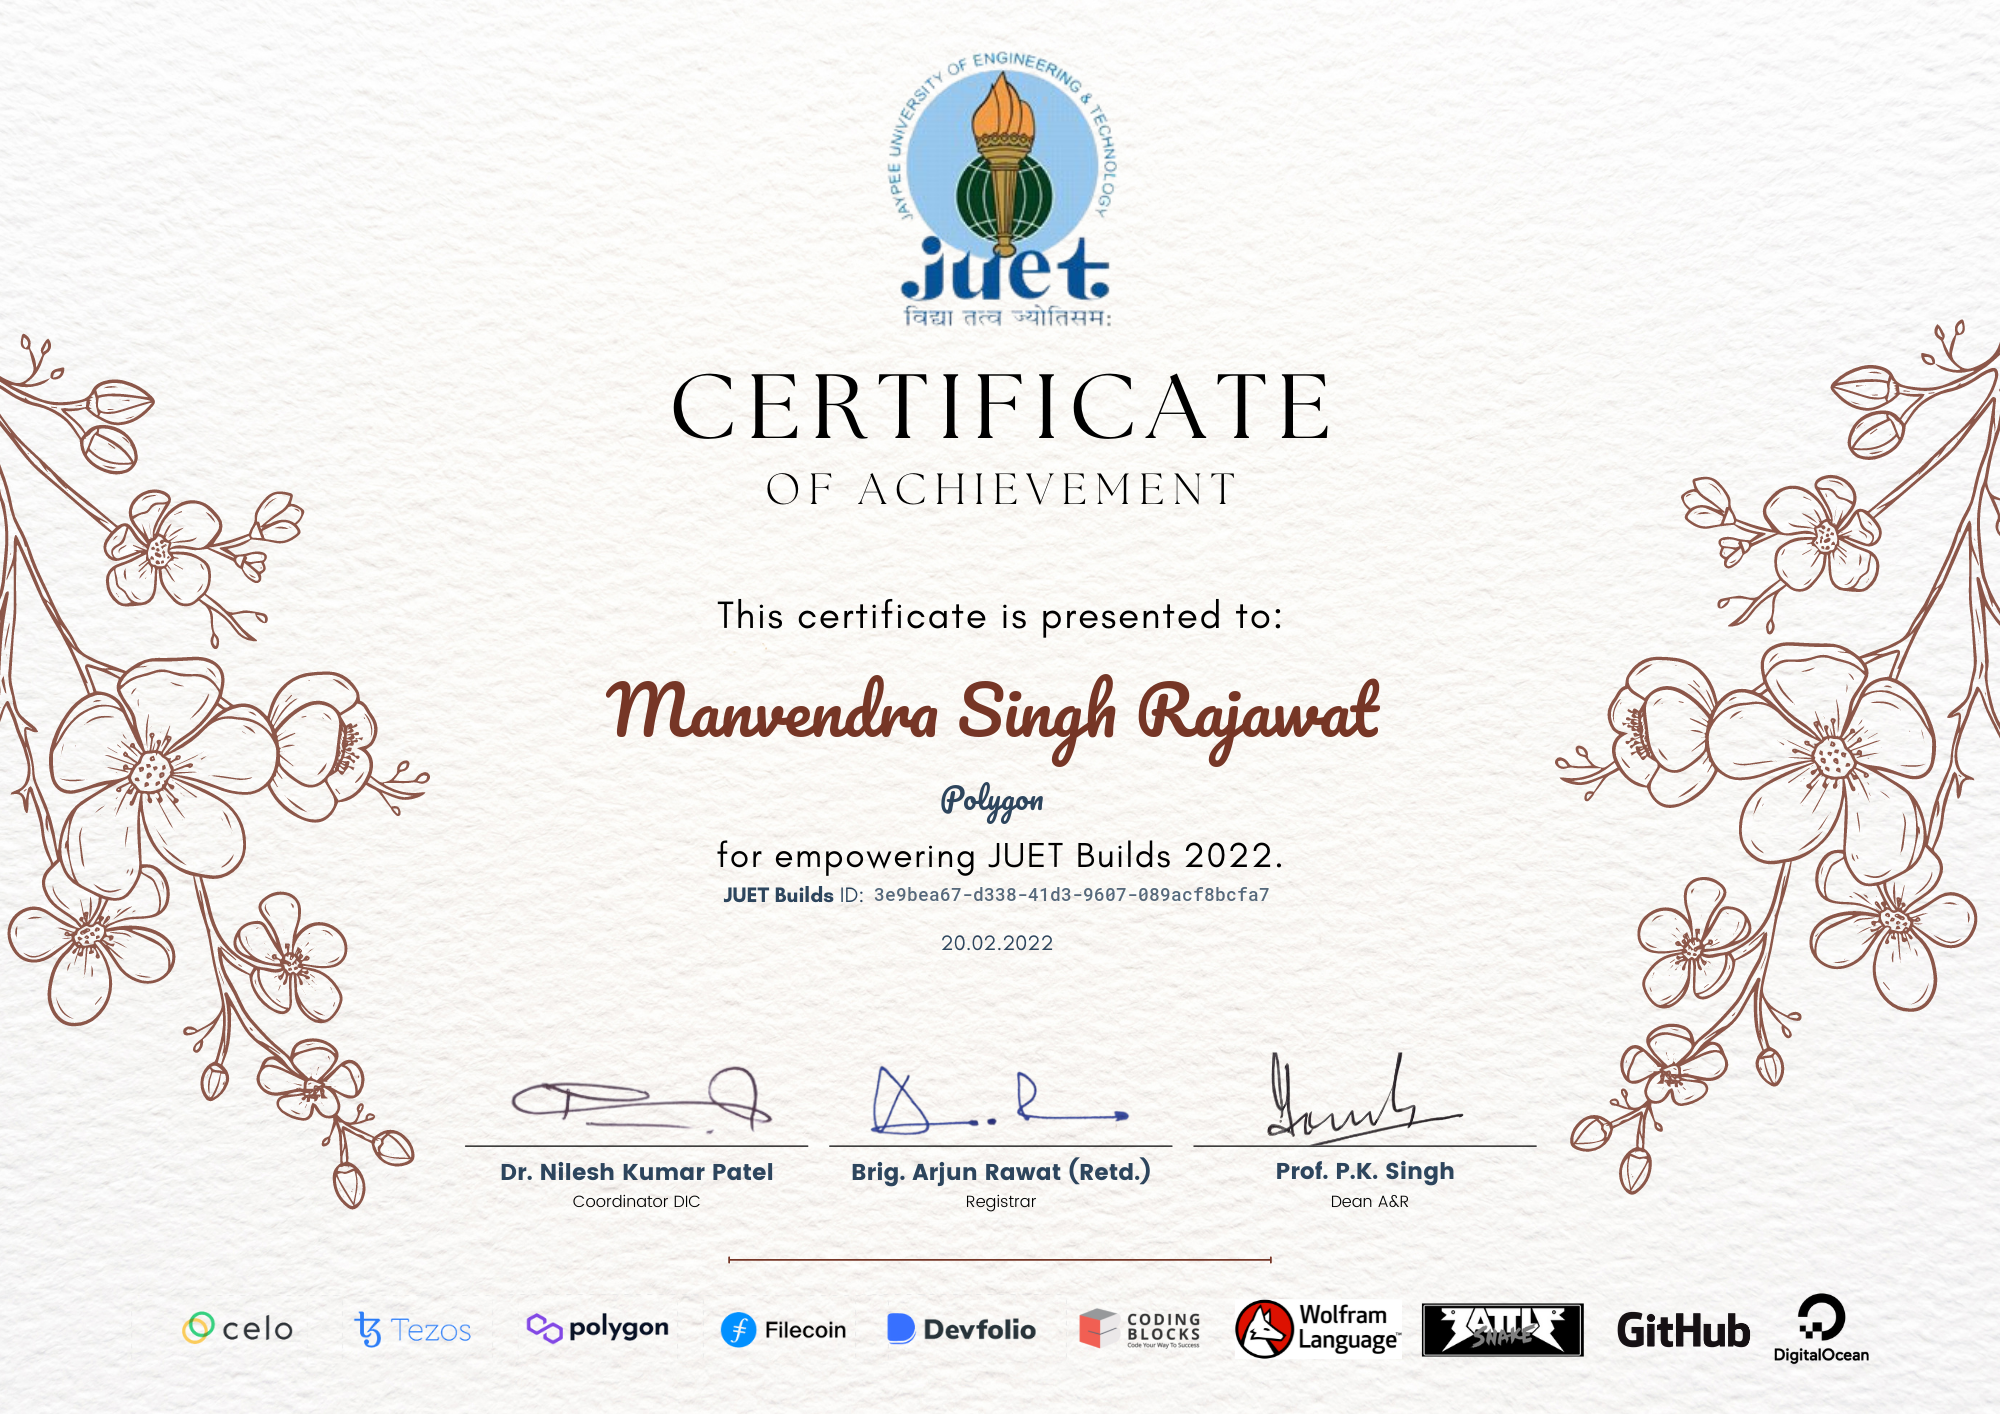 JAYPEE UNIVERSITY OF ENGINEERING & TECHNOLOGY
juet
विद्या तत्व ज्योतिसम:
CERTIFICATE
OF ACHIEVEMENT
This certificate is presented to:
Manvendra Singh Rajawat
Polygon
for empowering JUET Builds 2022.
JUET Builds ID: 3e9bea67-d338-41d3-9607-089acf8bcfa7
20.02.2022
Dr. Nilesh Kumar Patel
Coordinator DIC
Brig. Arjun Rawat (Retd.)
Registrar
Prof. P.K. Singh
Dean A&R
celo
Tezos
polygon
Filecoin
Devfolio
CODING
BLOCKS
Code Your Way To Success
Wolfram
Language™
BATTLE
SNAKE
GitHub
DigitalOcean